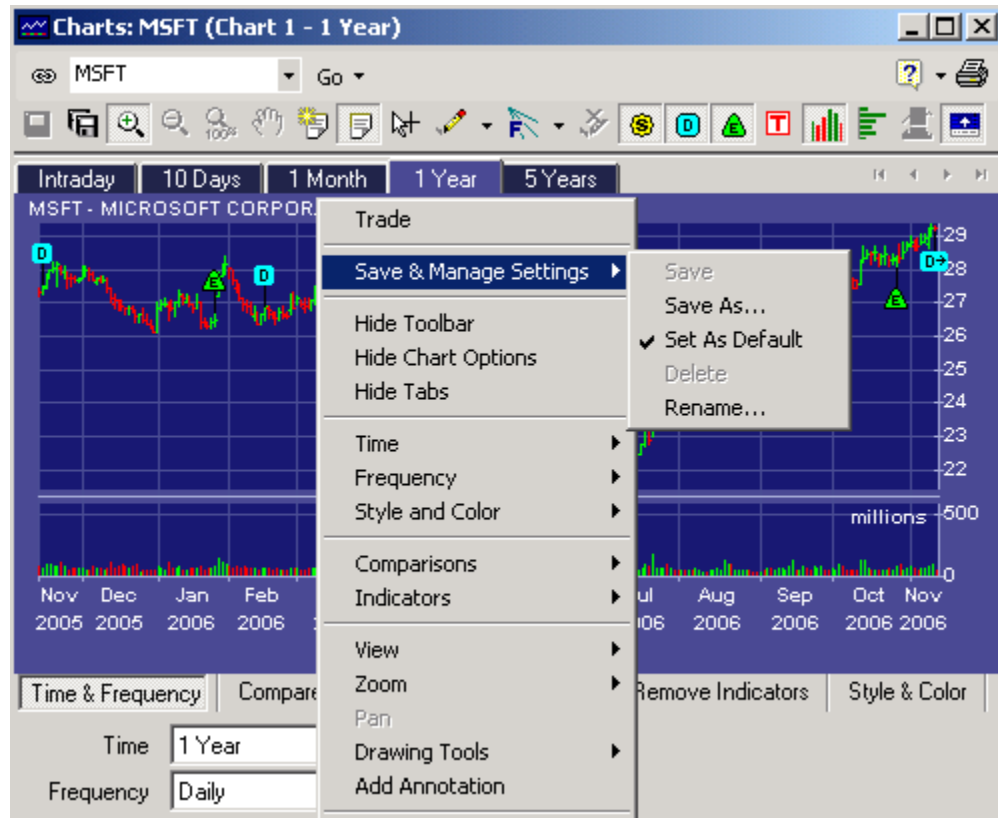 Charts: MSFT (Chart 1 - 1 Year)
MSFT Go
100%
S D E T
Intraday 10 Days 1 Month 1 Year 5 Years
MSFT - MICROSOFT CORPOR
D E D
D E
29
28
27
26
25
24
23
22
millions 500
0
Nov Dec Jan Feb Aug Sep Oct Nov
2005 2005 2006 2006 2006 2006 2006 2006
Trade
Save & Manage Settings
Hide Toolbar
Hide Chart Options
Hide Tabs
Time
Frequency
Style and Color
Comparisons
Indicators
View
Zoom
Pan
Drawing Tools
Add Annotation
Save
Save As...
Set As Default
Delete
Rename...
Time & Frequency Compare Remove Indicators Style & Color
Time 1 Year
Frequency Daily